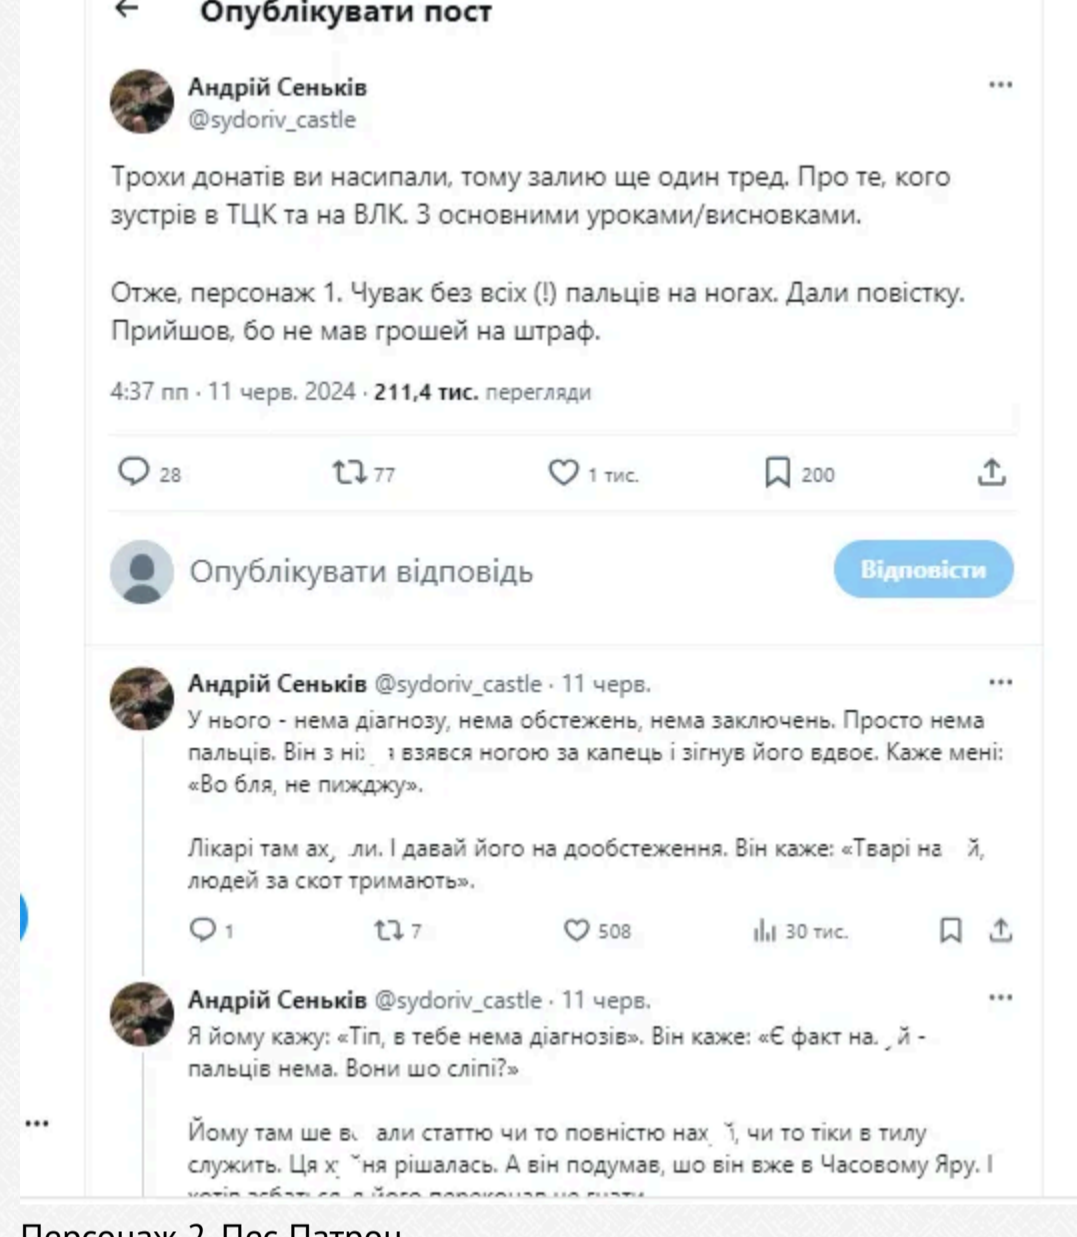 Опублікувати пост
Андрій Сеньків
@sydoriv_castle
Трохи донатів ви насипали, тому залию ще один тред. Про те, кого
зустрів в ТЦК та на ВЛК. З основними уроками/висновками.
Отже, персонаж 1. Чувак без всіх (!) пальців на ногах. Дали повістку.
Прийшов, бо не мав грошей на штраф.
4:37 пп · 11 черв. 2024 · 211,4 тис. перегляди
28 77 1 тис. 200
Опублікувати відповідь Відповісти
Андрій Сеньків @sydoriv_castle · 11 черв.
У нього - нема діагнозу, нема обстежень, нема заключень. Просто нема
пальців. Він з взявся ногою за капець і зігнув його вдвоє. Каже мені:
«Во бля, не пижджу».
Лікарі там І давай його на дообстеження. Він каже: «Тварі
людей за скот тримають».
1 7 508 30 тис.
Андрій Сеньків @sydoriv_castle · 11 черв.
Я йому кажу: «Тіп, в тебе нема діагнозів». Він каже: «Є факт -
пальців нема. Вони шо сліпі?»
Йому там ше статтю чи то повністю чи то тіки в тилу
служить. Ця рішалась. А він подумав, шо він вже в Часовому Яру. І
Персонаж 2. Пес Патрон